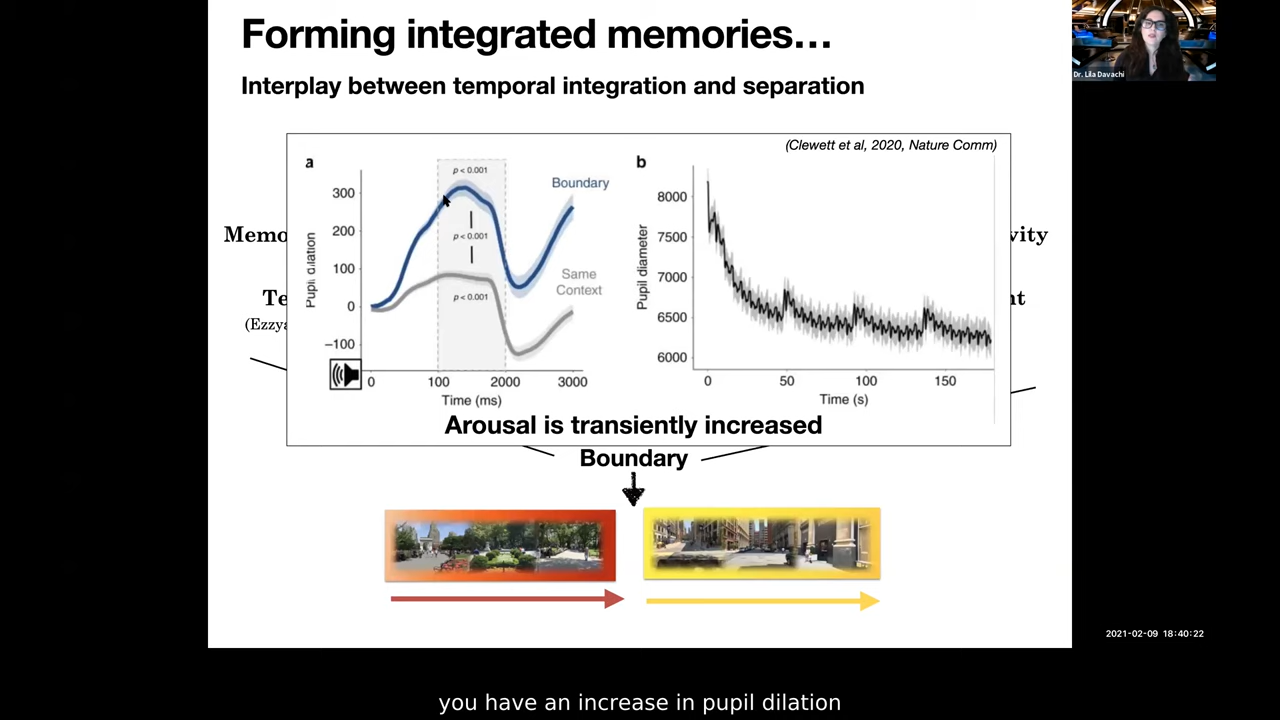 Forming integrated memories…
Interplay between temporal integration and separation
Dr. Lila Davachi
(Clewett et al, 2020, Nature Comm)
a
p < 0.001
Boundary
p < 0.001
Same
Context
p < 0.001
300
200
100
0
−100
Pupil dilation
0
100
2000
3000
Time (ms)
b
8000
7500
7000
6500
6000
Pupil diameter
0
50
100
150
Time (s)
Memo
vity
Te
nt
(Ezzya
Arousal is transiently increased
Boundary
2021-02-09 18:40:22
you have an increase in pupil dilation